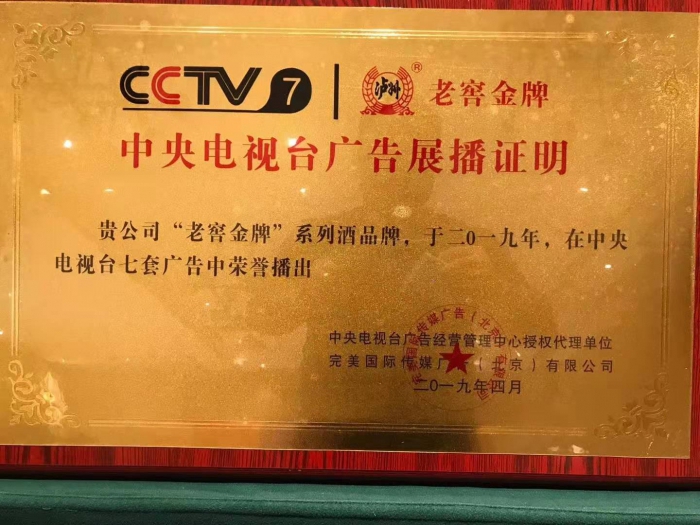 CCTV 7 泸州 ® 老窖金牌
中央电视台广告展播证明
贵公司“老窖金牌”系列酒品牌，于二0一九年，在中央
电视台七套广告中荣誉播出
中央电视台广告经营管理中心授权代理单位
完美国际传媒广 （北京）有限公司
二0一九年四月